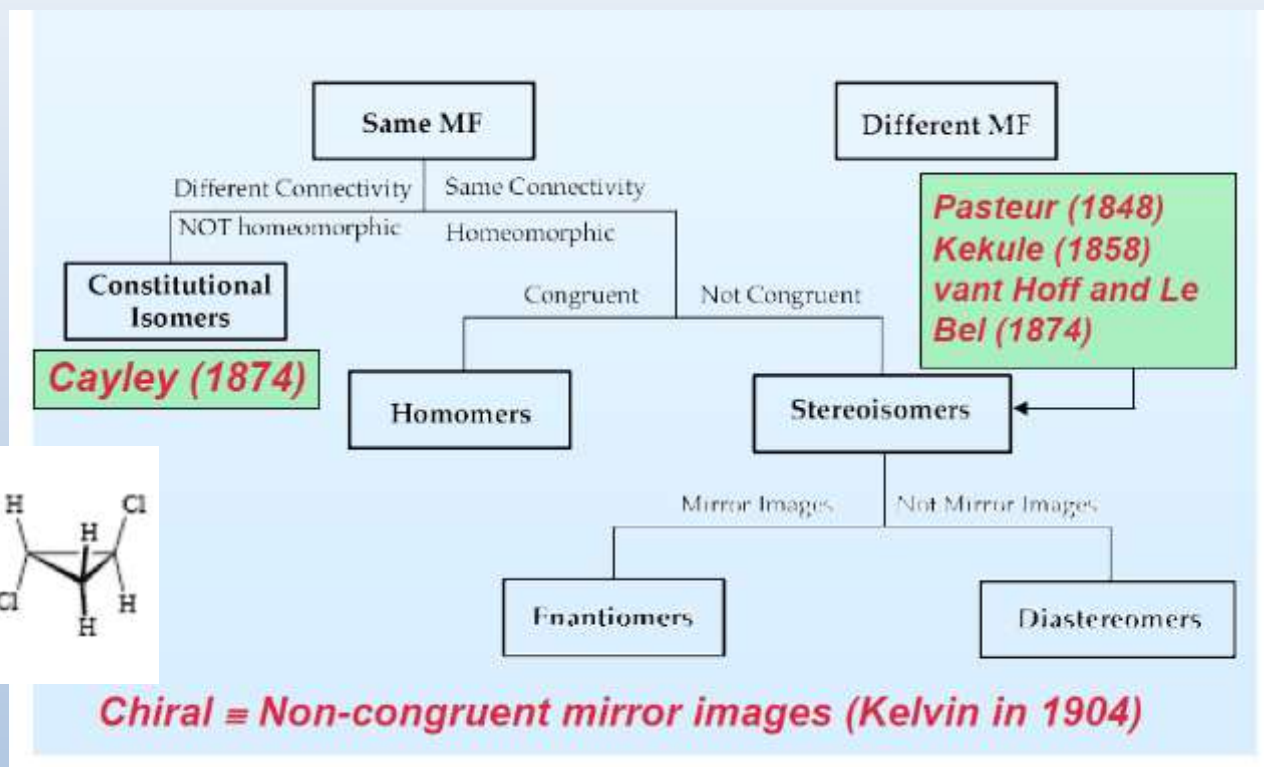 Same MF
Different MF
Different Connectivity
Same Connectivity
NOT homeomorphic
Homeomorphic
Pasteur (1848)
Kekule (1858)
vant Hoff and Le
Bel (1874)
Constitutional
Isomers
Cayley (1874)
Congruent
Not Congruent
Homomers
Stereoisomers
H
Cl
H
Cl
H
H
Mirror Images
Not Mirror Images
Enantiomers
Diastereomers
Chiral ≡ Non-congruent mirror images (Kelvin in 1904)